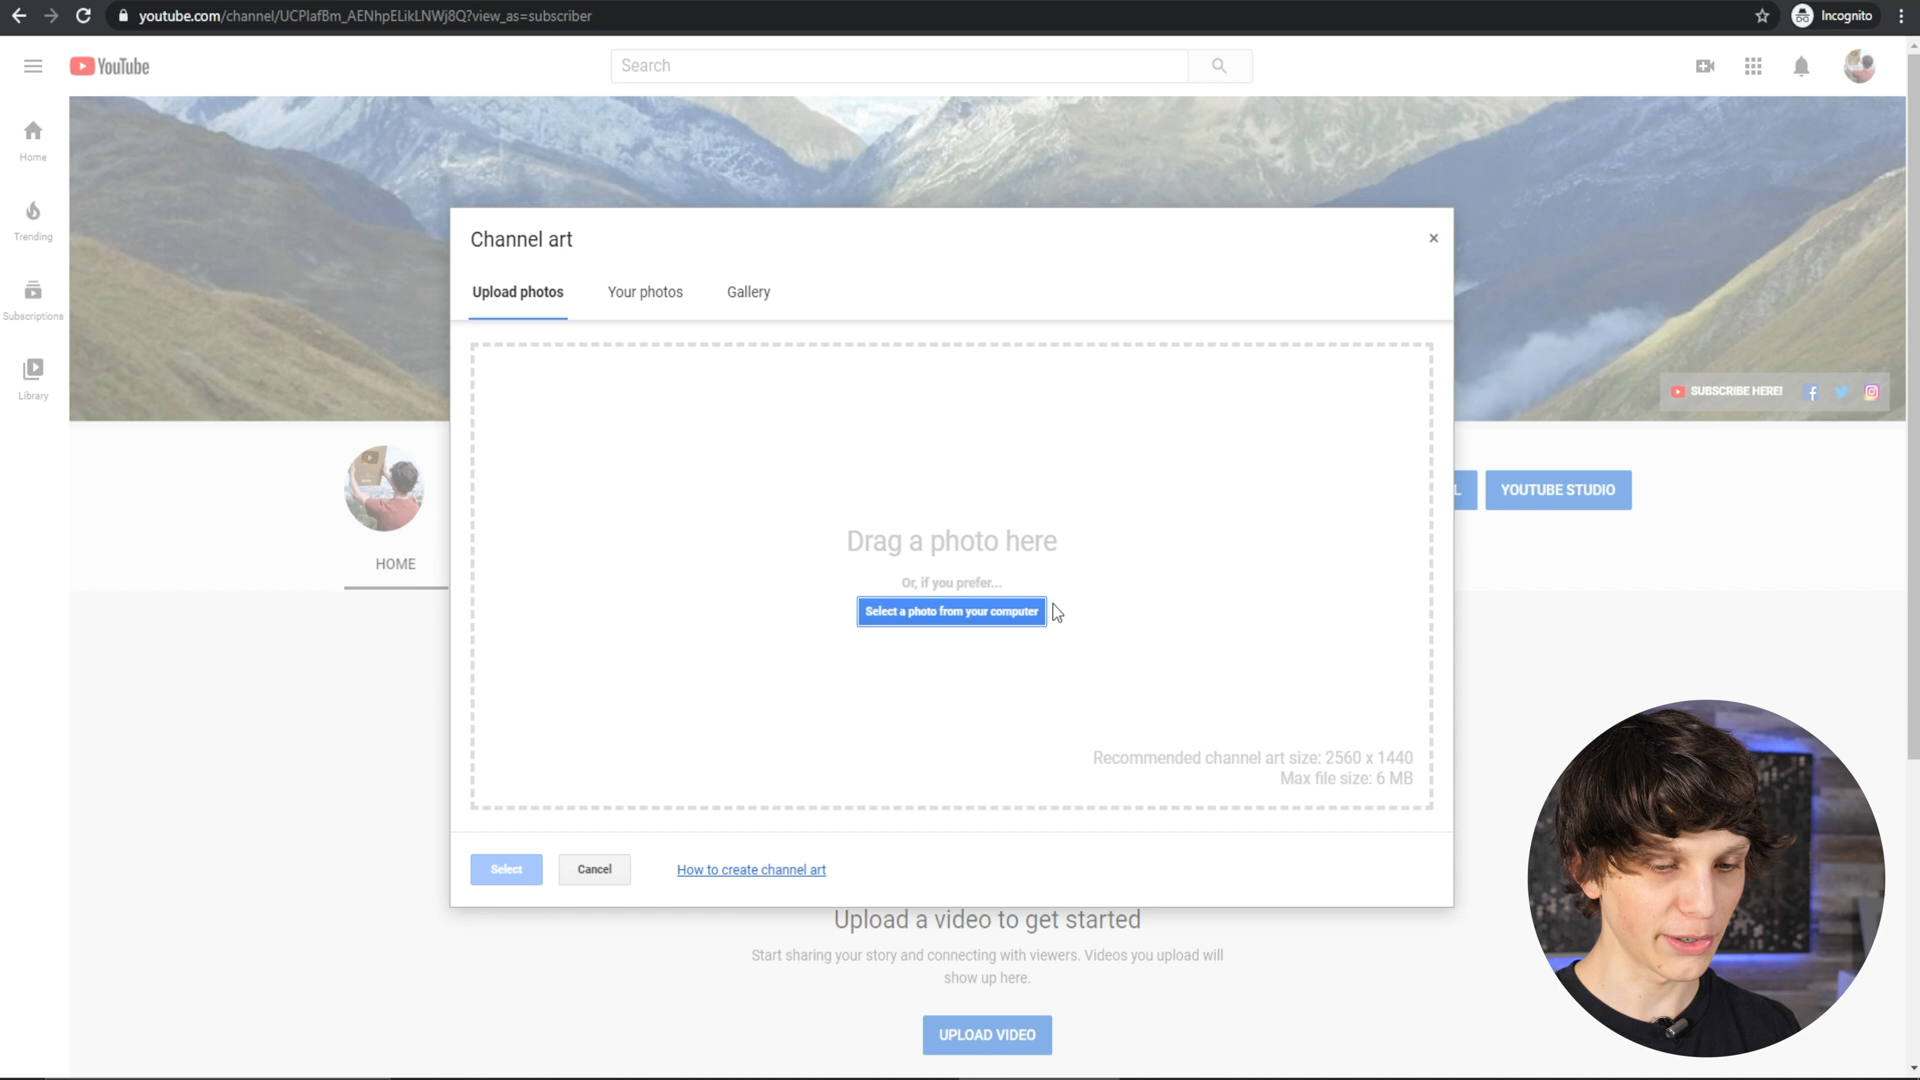 youtube.com/channel/UCPlafBm_AENhpELikLNWj8Q?view_as=subscriber
Incognito
YouTube
Search
Home
Trending
Subscriptions
Library
Channel art
×
Upload photos
Your photos
Gallery
SUBSCRIBE HERE!
L
YOUTUBE STUDIO
HOME
Drag a photo here
Or, if you prefer...
Select a photo from your computer
Recommended channel art size: 2560 x 1440
Max file size: 6 MB
Select
Cancel
How to create channel art
Upload a video to get started
Start sharing your story and connecting with viewers. Videos you upload will
show up here.
UPLOAD VIDEO